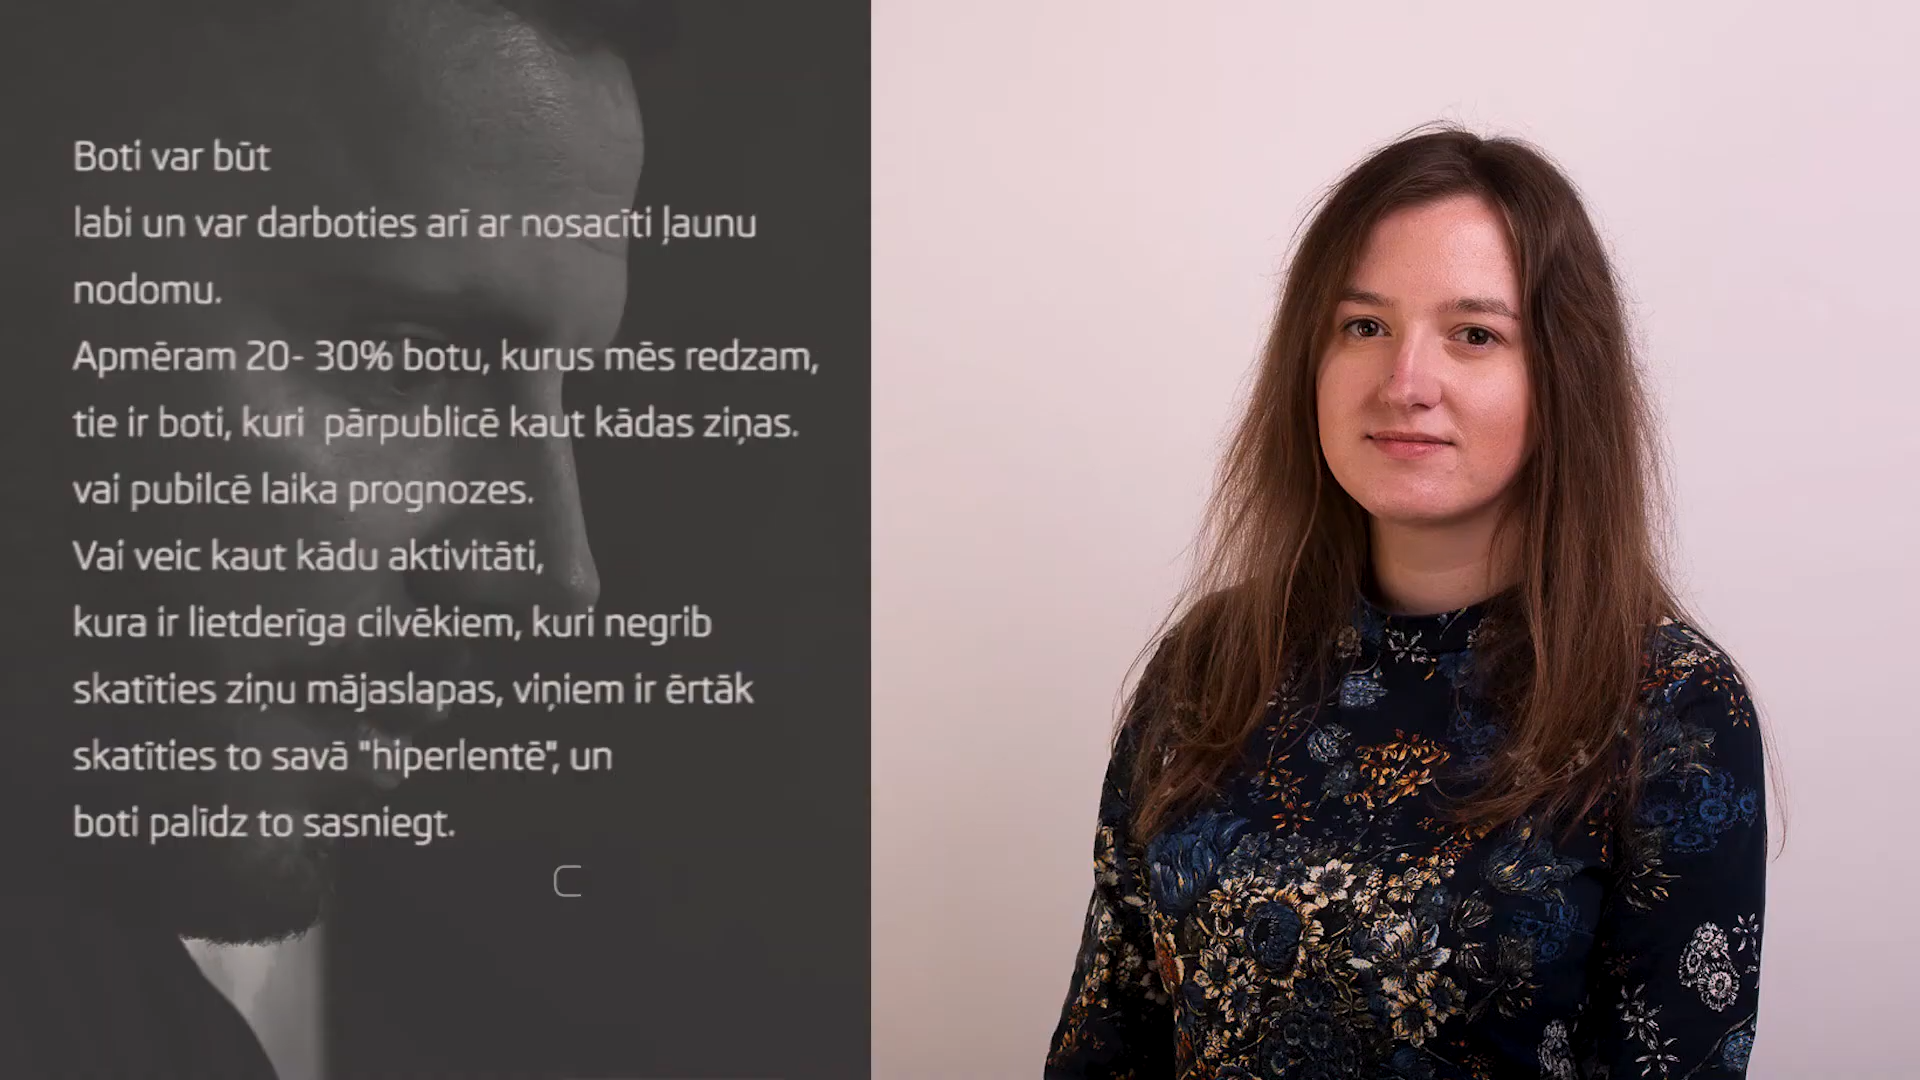 Boti var būt
labi un var darboties arī ar nosacīti ļaunu
nodomu.
Apmēram 20- 30% botu, kurus mēs redzam,
tie ir boti, kuri pārpublicē kaut kādas ziņas.
vai pubilcē laika prognozes.
Vai veic kaut kādu aktivitāti,
kura ir lietderīga cilvēkiem, kuri negrib
skatīties ziņu mājaslapas, viņiem ir ērtāk
skatīties to savā "hiperlentē", un
boti palīdz to sasniegt.